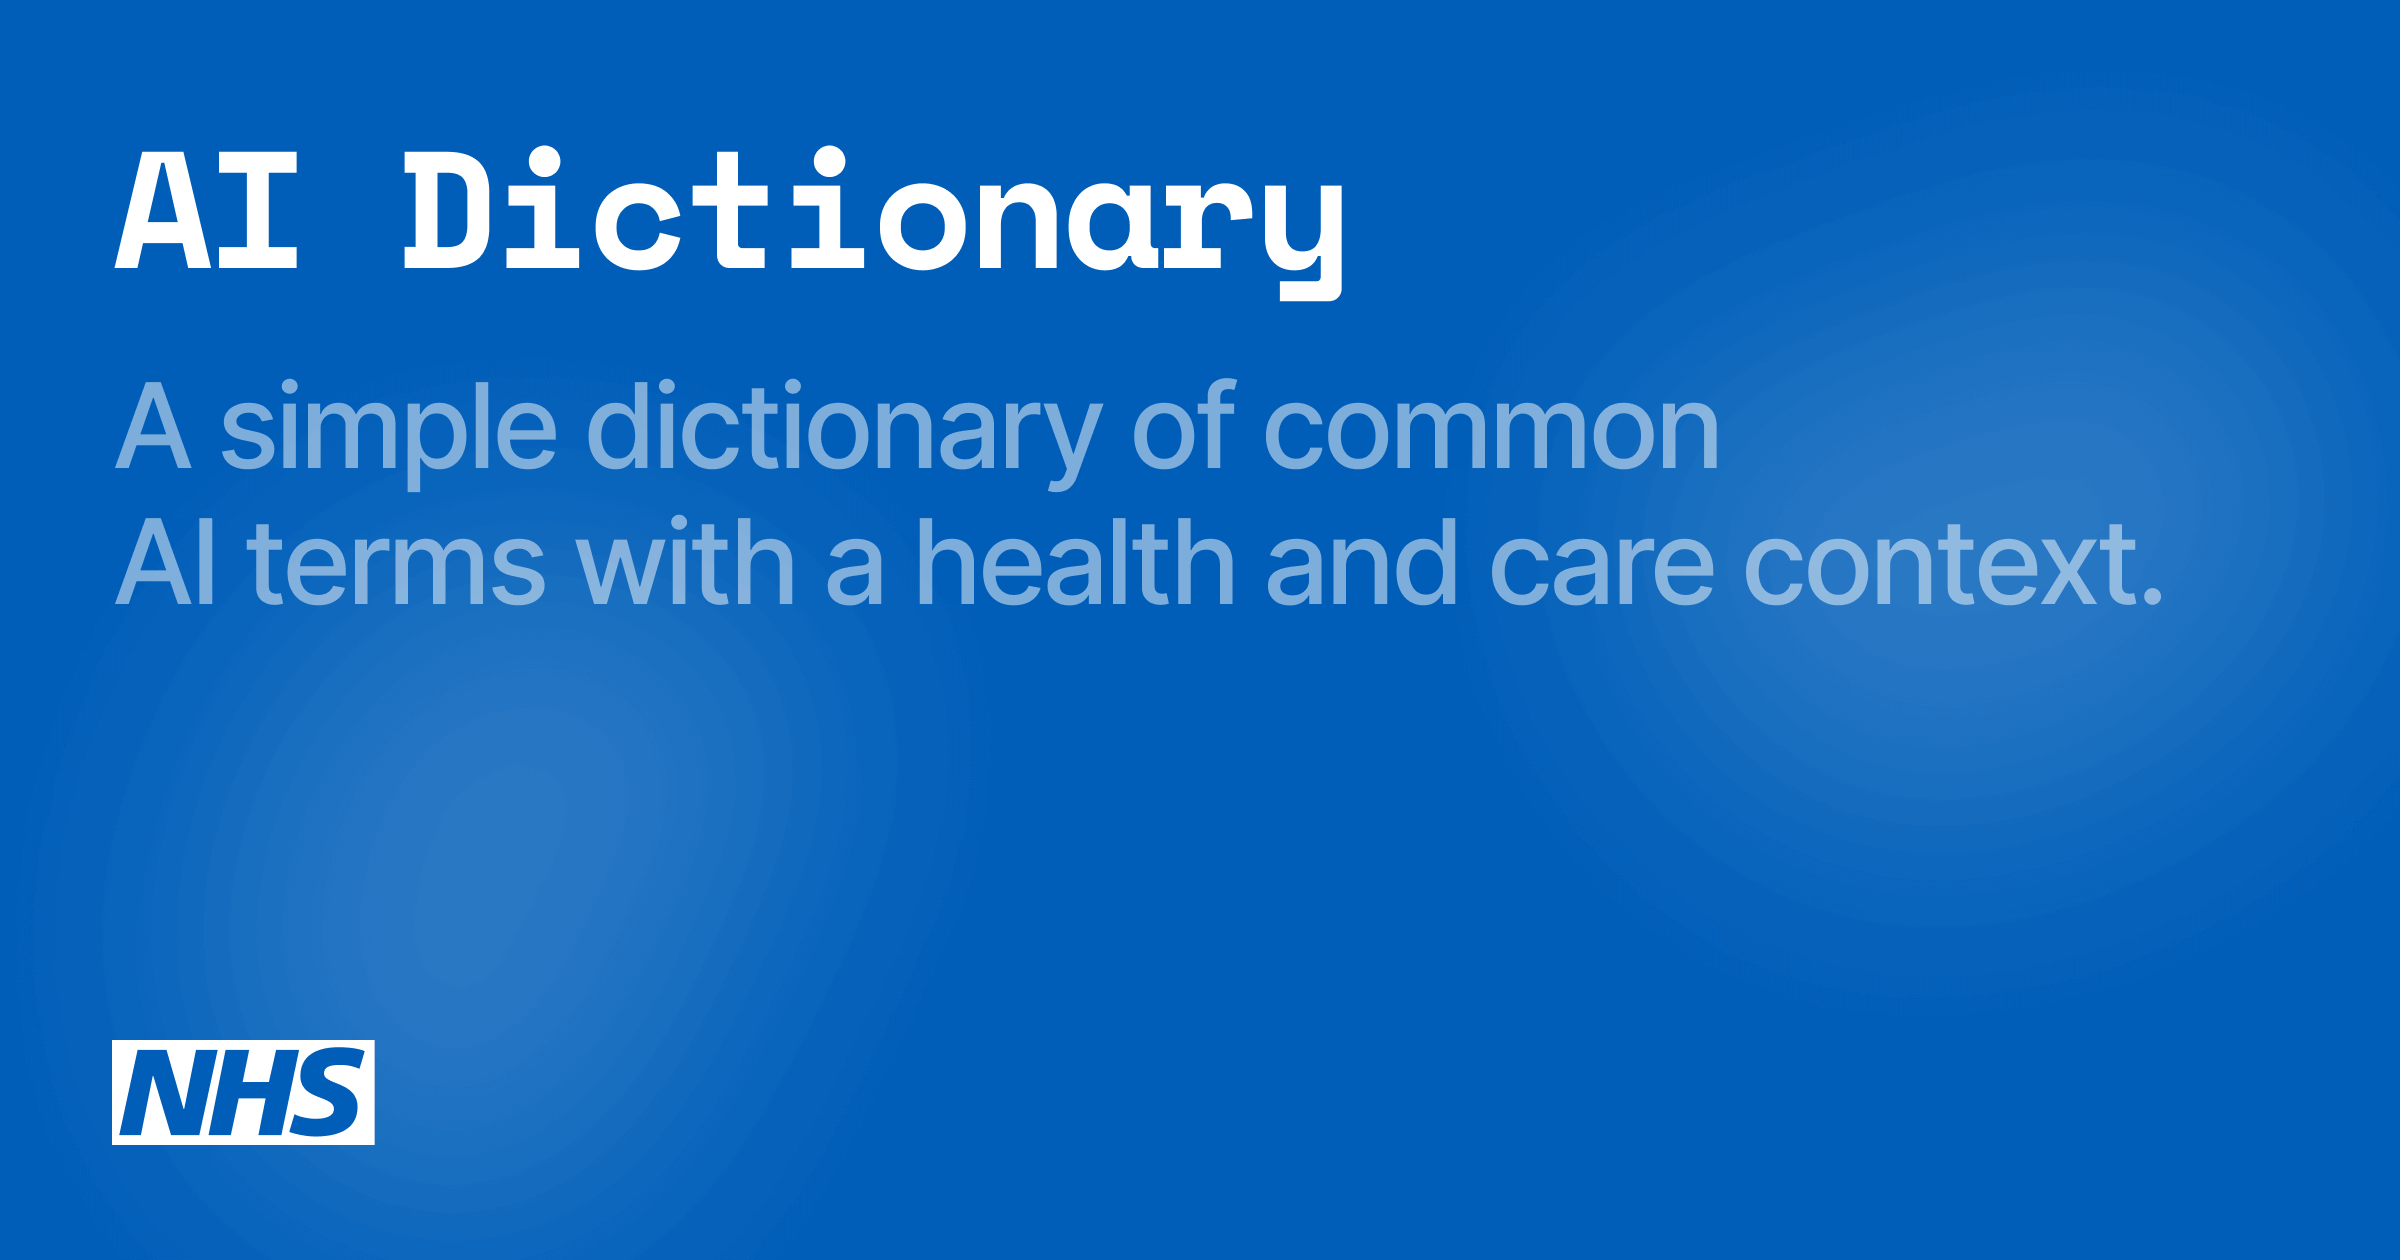 AI Dictionary
A simple dictionary of common
AI terms with a health and care context.
NHS